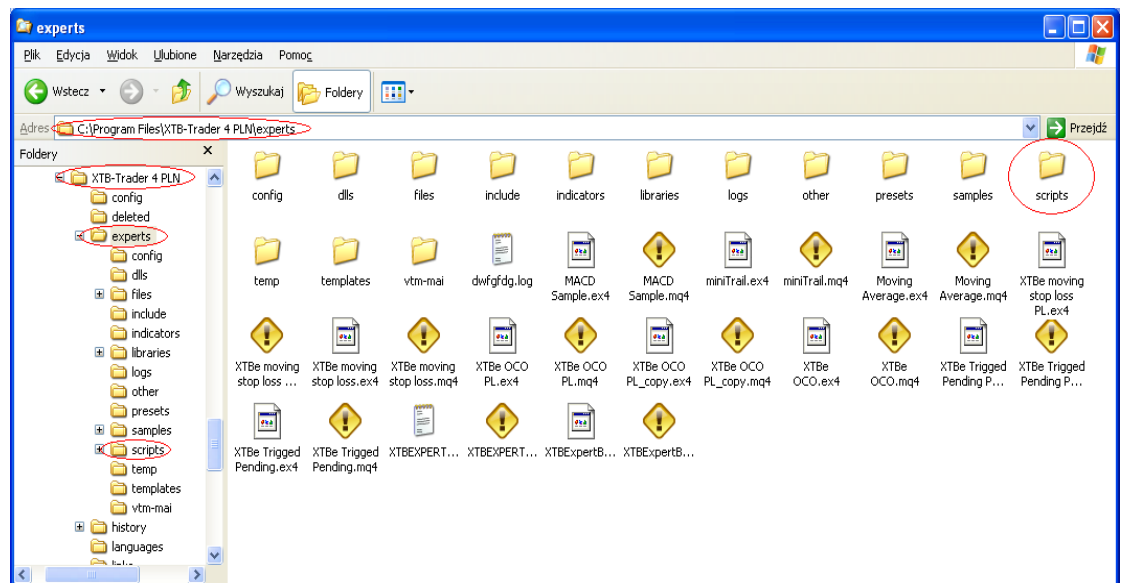 experts
Plik Edycja Widok Ulubione Narzędzia Pomoc
Wstecz Wyszukaj Foldery
Adres C:\Program Files\XTB-Trader 4 PLN\experts Przejdź
Foldery x
XTB-Trader 4 PLN
config
deleted
experts
config
dlls
files
include
indicators
libraries
logs
other
presets
samples
scripts
temp
templates
vtm-mai
history
languages
config dlls files include indicators libraries logs other presets samples scripts
temp templates vtm-mai dwfgfdg.log MACD Sample.ex4 MACD Sample.mq4 miniTrail.ex4 miniTrail.mq4 Moving Average.ex4 Moving Average.mq4 XTBe moving stop loss PL.ex4
XTBe moving stop loss ... XTBe moving stop loss.ex4 XTBe moving stop loss.mq4 XTBe OCO PL.ex4 XTBe OCO PL.mq4 XTBe OCO PL_copy.ex4 XTBe OCO PL_copy.mq4 XTBe OCO.ex4 XTBe OCO.mq4 XTBe Trigged Pending P... XTBe Trigged Pending P...
XTBe Trigged Pending.ex4 XTBe Trigged Pending.mq4 XTBEXPERT... XTBEXPERT... XTBExpertB... XTBExpertB...